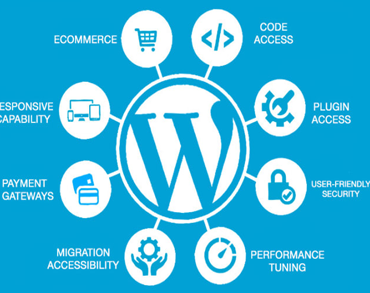 ECOMMERCE
CODE
ACCESS
ESPONSIVE
CAPABILITY
PLUGIN
ACCESS
PAYMENT
GATEWAYS
USER-FRIENDLY
SECURITY
MIGRATION
ACCESSIBILITY
PERFORMANCE
TUNING